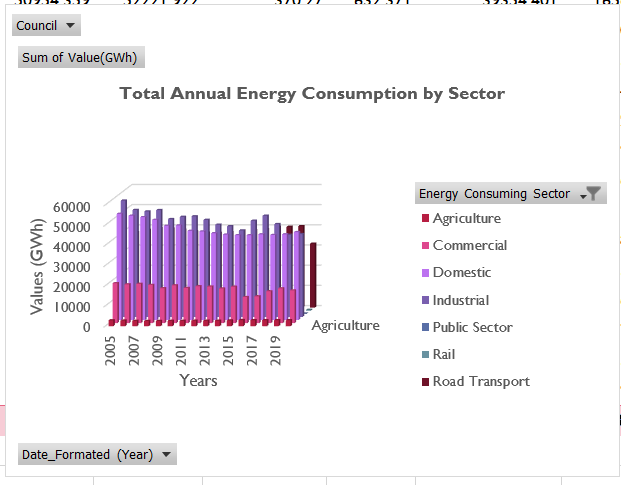 Council
Sum of Value(GWh)
Total Annual Energy Consumption by Sector
Energy Consuming Sector
Agriculture
Commercial
Domestic
Industrial
Public Sector
Rail
Road Transport
Values (GWh)
60000
50000
40000
30000
20000
10000
0
Agriculture
2005
2007
2009
2011
2013
2015
2017
2019
Years
Date_Formated (Year)